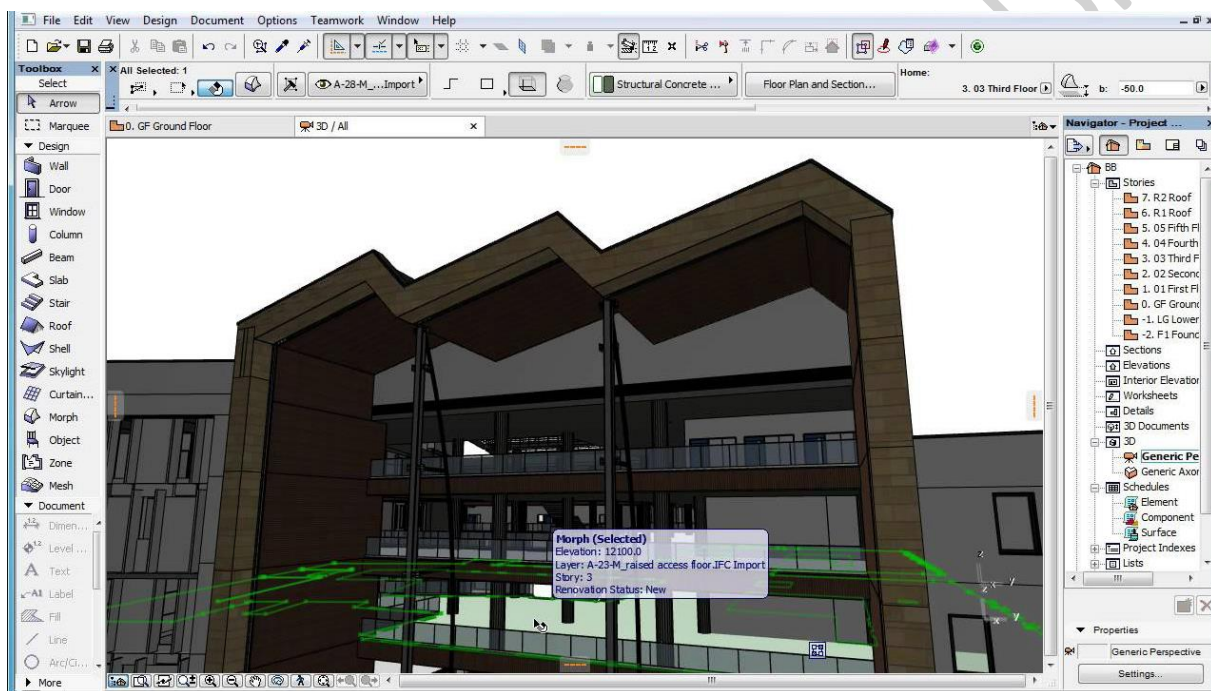 File Edit View Design Document Options Teamwork Window Help
Toolbox
Select
Arrow
Marquee
Design
Wall
Door
Window
Column
Beam
Slab
Stair
Roof
Shell
Skylight
Curtain...
Morph
Object
Zone
Mesh
Document
Dimen...
Level ...
Text
A1 Label
Fill
Line
Arc/Ci...
More
All Selected: 1
A-28-M_...Import
Structural Concrete ...
Floor Plan and Section...
Home:
3. 03 Third Floor
b: -50.0
0. GF Ground Floor
3D / All
Morph (Selected)
Elevation: 12100.0
Layer: A-23-M_raised access floor.IFC Import
Story: 3
Renovation Status: New
z
y
x
Navigator - Project ...
BB
Stories
7. R2 Roof
6. R1 Roof
5. 05 Fifth Fl
4. 04 Fourth
3. 03 Third F
2. 02 Second
1. 01 First Fl
0. GF Ground
-1. LG Lower
-2. F1 Found
Sections
Elevations
Interior Elevation
Worksheets
Details
3D Documents
3D
Generic Pe
Generic Axon
Schedules
Element
Component
Surface
Project Indexes
Lists
Properties
Generic Perspective
Settings...